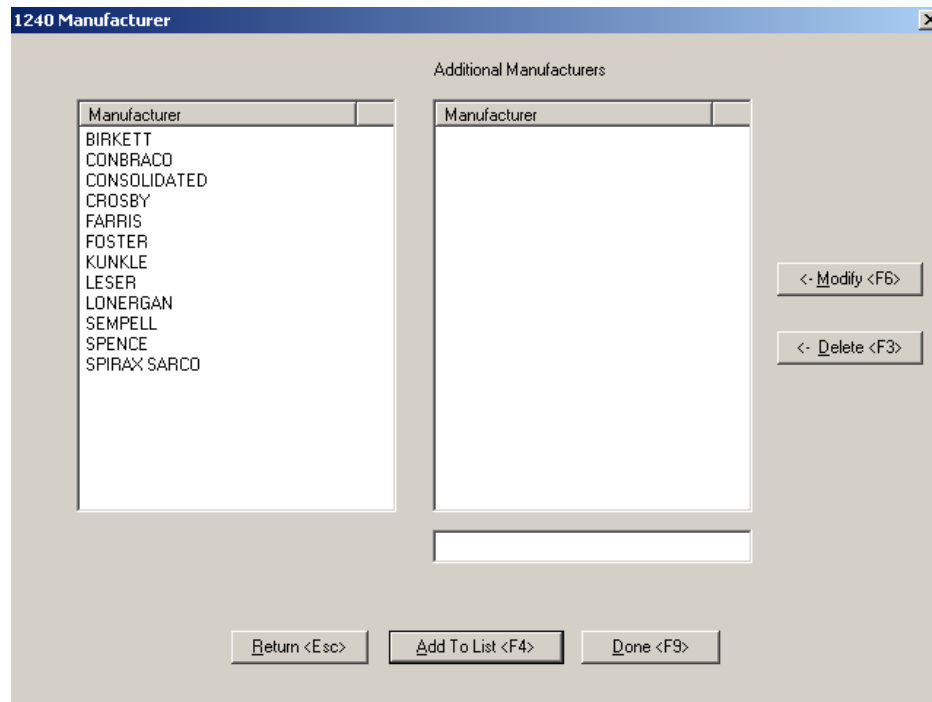 1240 Manufacturer
Additional Manufacturers
Manufacturer
BIRKETT
CONBRACO
CONSOLIDATED
CROSBY
FARRIS
FOSTER
KUNKLE
LESER
LONERGAN
SEMPELL
SPENCE
SPIRAX SARCO
Manufacturer
<- Modify <F6>
<- Delete <F3>
Return <Esc>
Add To List <F4>
Done <F9>